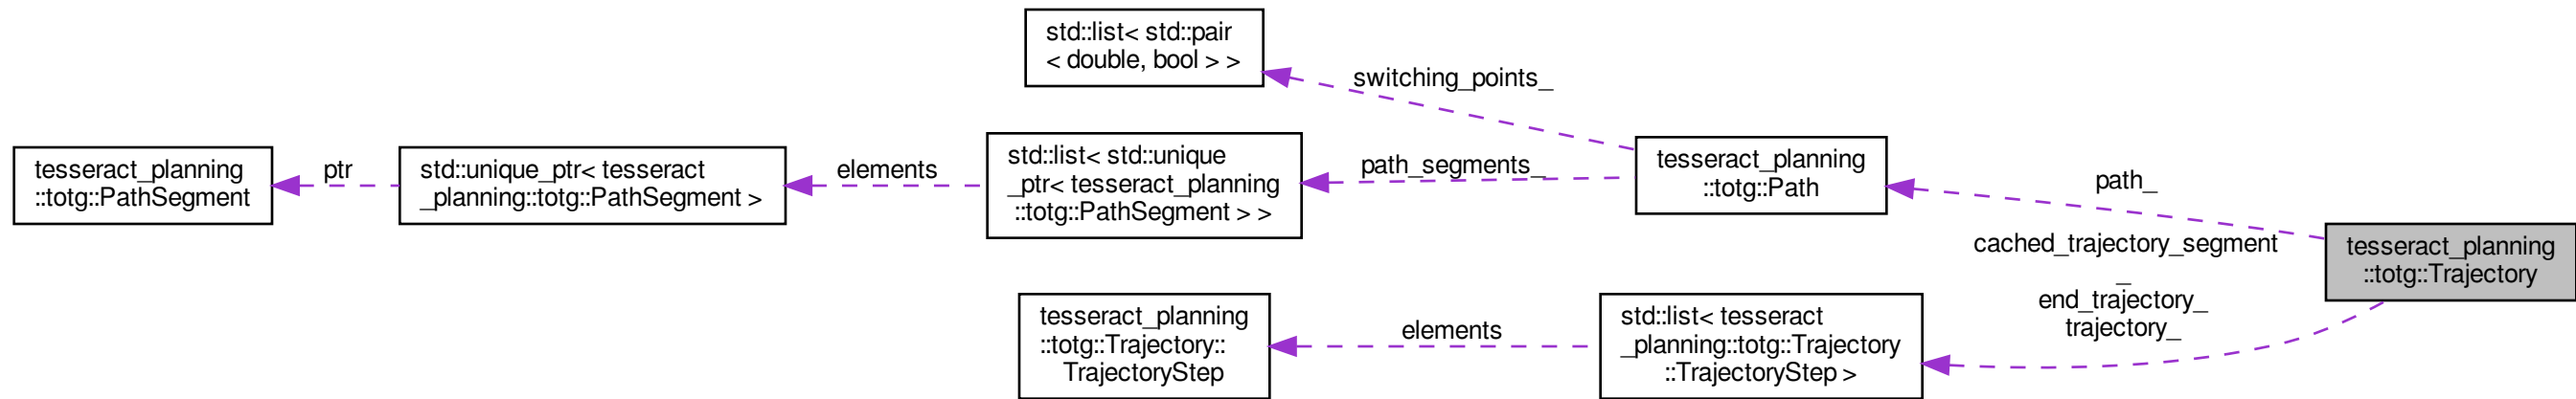 std::list< std::pair
< double, bool > >
switching_points_
tesseract_planning
::totg::PathSegment
ptr
std::unique_ptr< tesseract
_planning::totg::PathSegment >
elements
std::list< std::unique
_ptr< tesseract_planning
::totg::PathSegment > >
path_segments_
tesseract_planning
::totg::Path
path_
cached_trajectory_segment
_
end_trajectory_
trajectory_
tesseract_planning
::totg::Trajectory
tesseract_planning
::totg::Trajectory::
TrajectoryStep
elements
std::list< tesseract
_planning::totg::Trajectory
::TrajectoryStep >